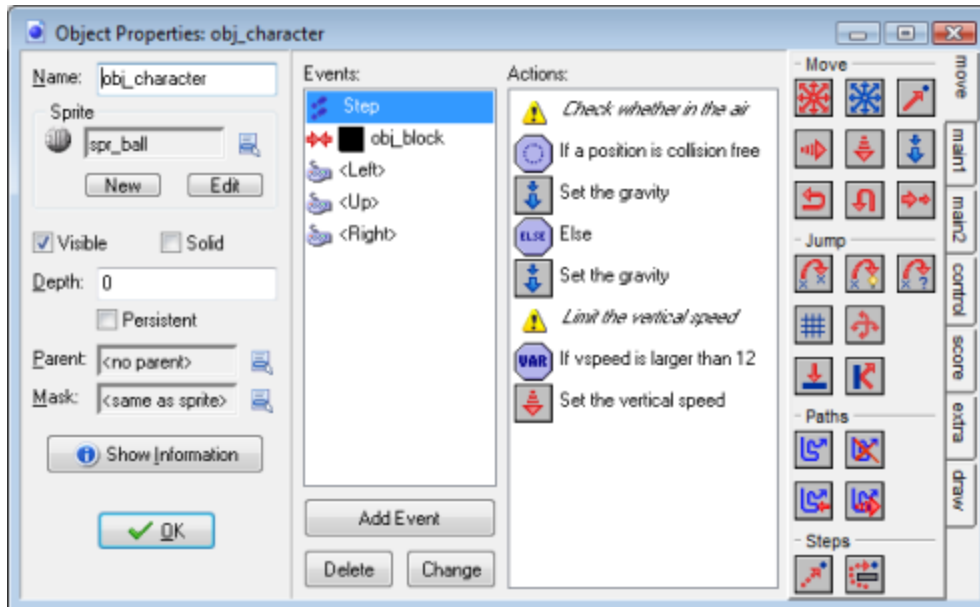 Object Properties: obj_character
Name: obj_character
Sprite
spr_ball
New Edit
Visible Solid
Depth: 0
Persistent
Parent: <no parent>
Mask: <same as sprite>
Show Information
OK
Events:
Step
obj_block
<Left>
<Up>
<Right>
Add Event
Delete Change
Actions:
Check whether in the air
If a position is collision free
Set the gravity
ELSE Else
Set the gravity
Limit the vertical speed
VAR If vspeed is larger than 12
Set the vertical speed
Move
Jump
Paths
Steps
move
main1
main2
control
score
extra
draw